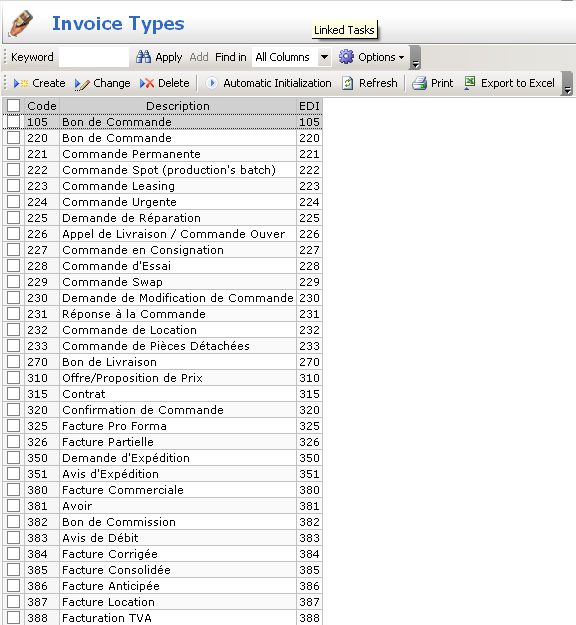 Invoice Types
Linked Tasks
Keyword Apply Add Find in All Columns Options
Create Change Delete Automatic Initialization Refresh Print Export to Excel
Code Description EDI
105 Bon de Commande 105
220 Bon de Commande 220
221 Commande Permanente 221
222 Commande Spot (production's batch) 222
223 Commande Leasing 223
224 Commande Urgente 224
225 Demande de Réparation 225
226 Appel de Livraison / Commande Ouver 226
227 Commande en Consignation 227
228 Commande d'Essai 228
229 Commande Swap 229
230 Demande de Modification de Commande 230
231 Réponse à la Commande 231
232 Commande de Location 232
233 Commande de Pièces Détachées 233
270 Bon de Livraison 270
310 Offre/Proposition de Prix 310
315 Contrat 315
320 Confirmation de Commande 320
325 Facture Pro Forma 325
326 Facture Partielle 326
350 Demande d'Expédition 350
351 Avis d'Expédition 351
380 Facture Commerciale 380
381 Avoir 381
382 Bon de Commission 382
383 Avis de Débit 383
384 Facture Corrigée 384
385 Facture Consolidée 385
386 Facture Anticipée 386
387 Facture Location 387
388 Facturation TVA 388